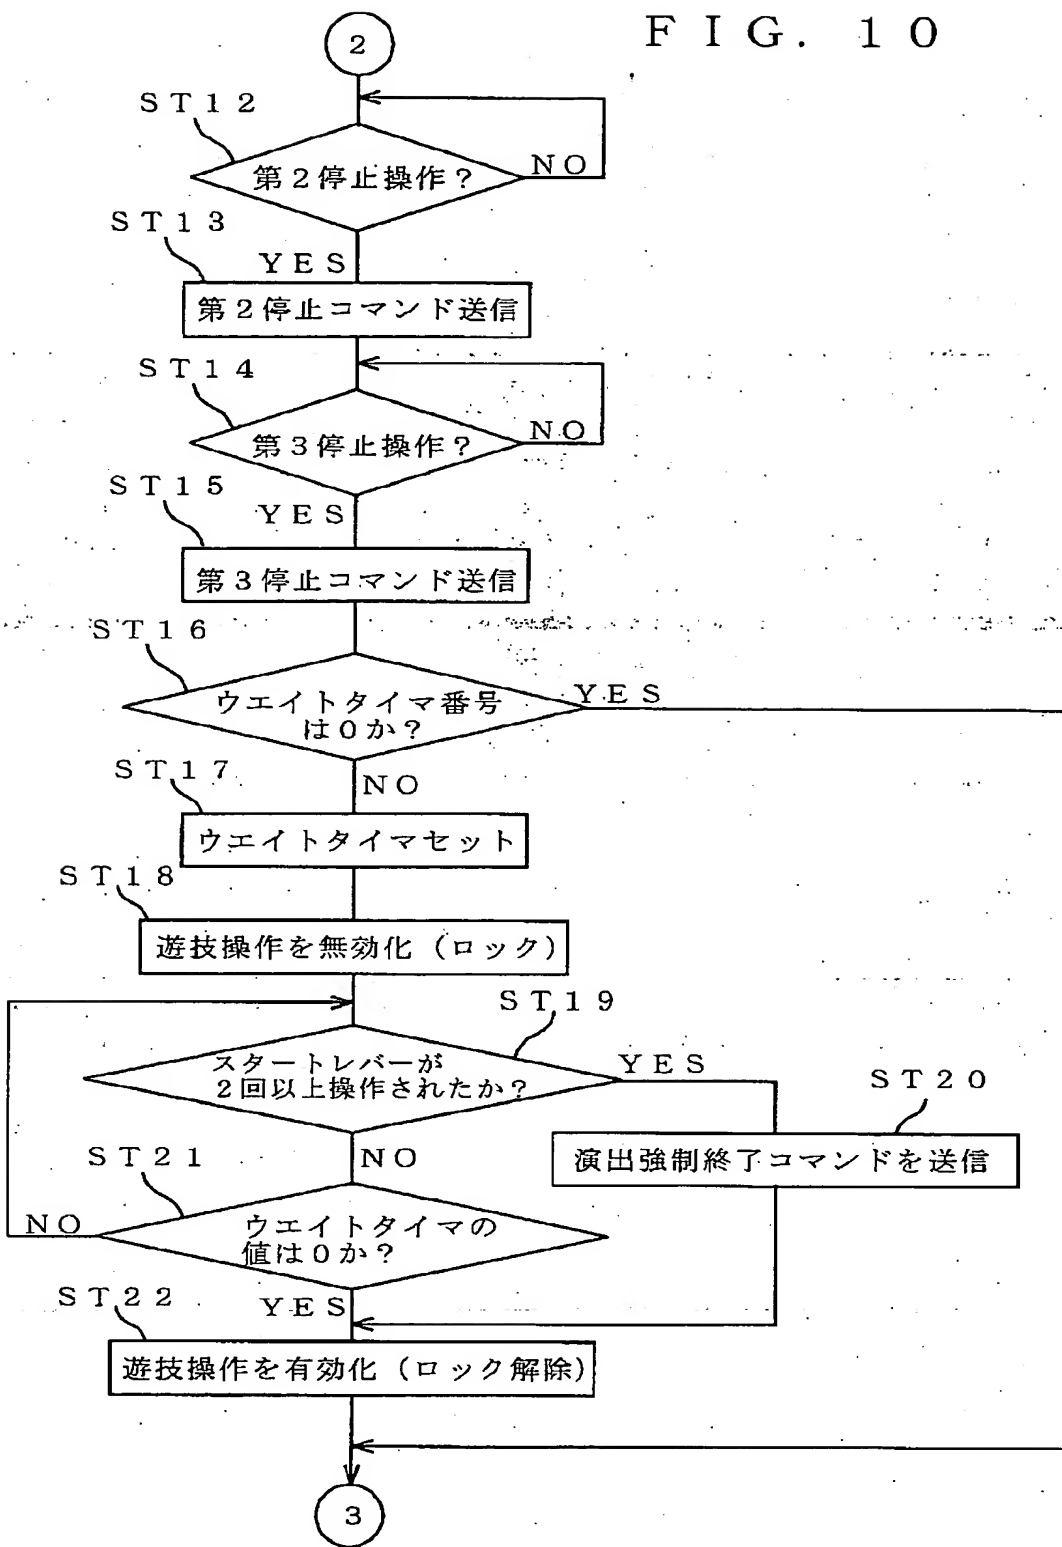 FIG. 10
2
ST12
第2停止操作?
NO
ST13
YES
第2停止コマンド送信
ST14
第3停止操作?
NO
ST15
YES
第3停止コマンド送信
ST16
ウエイトタイマ番号
は0か?
YES
ST17
NO
ウエイトタイマセット
ST18
遊技操作を無効化(ロック)
ST19
スタートレバーが
2回以上操作されたか?
YES
ST20
演出強制終了コマンドを送信
ST21
NO
ウエイトタイマの
値は0か?
NO
ST22
YES
遊技操作を有効化(ロック解除)
3